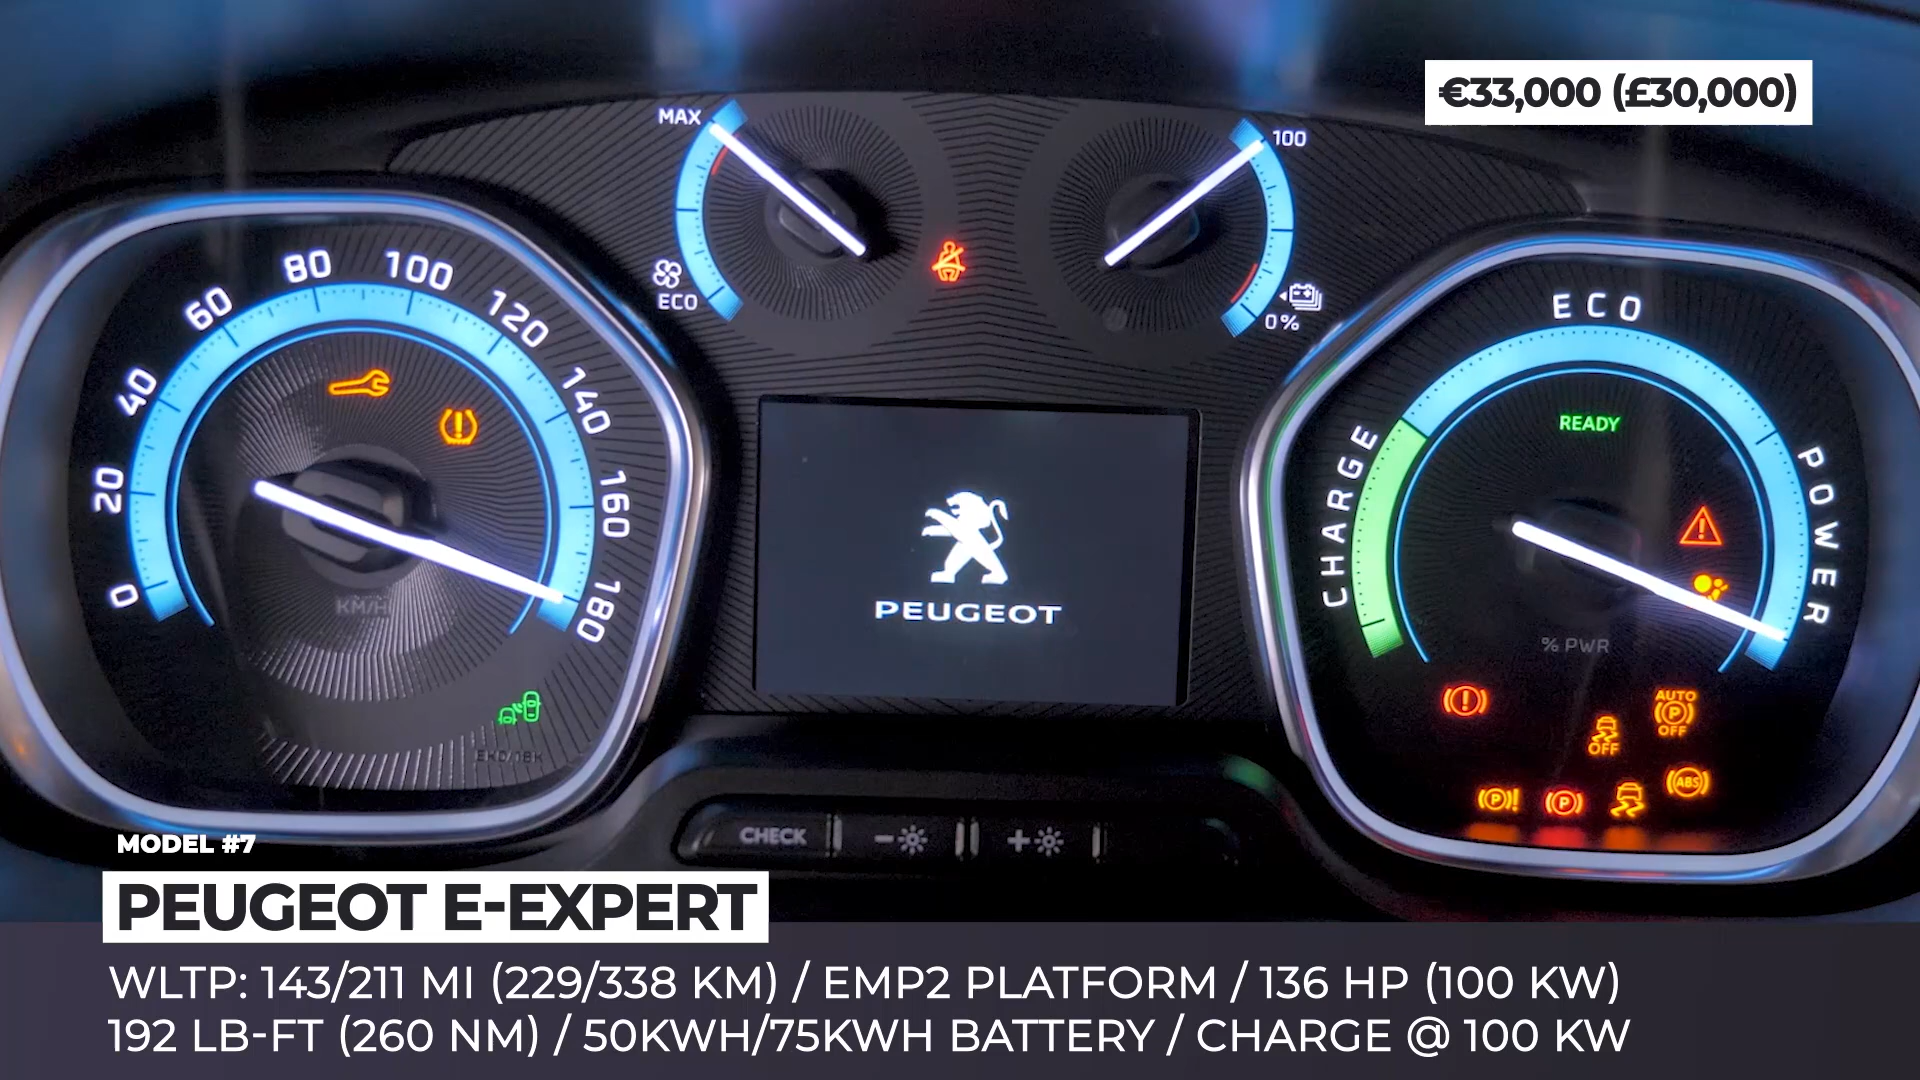 €33,000 (£30,000)
MAX
ECO
100
0%
0
20
40
60
80
100
120
140
160
180
KM/H
PEUGEOT
CHARGE
ECO
POWER
READY
% PWR
OFF
AUTO
P
OFF
P!
P
ABS
CHECK
-
+
MODEL #7
PEUGEOT E-EXPERT
WLTP: 143/211 MI (229/338 KM) / EMP2 PLATFORM / 136 HP (100 KW)
192 LB-FT (260 NM) / 50KWH/75KWH BATTERY / CHARGE @ 100 KW